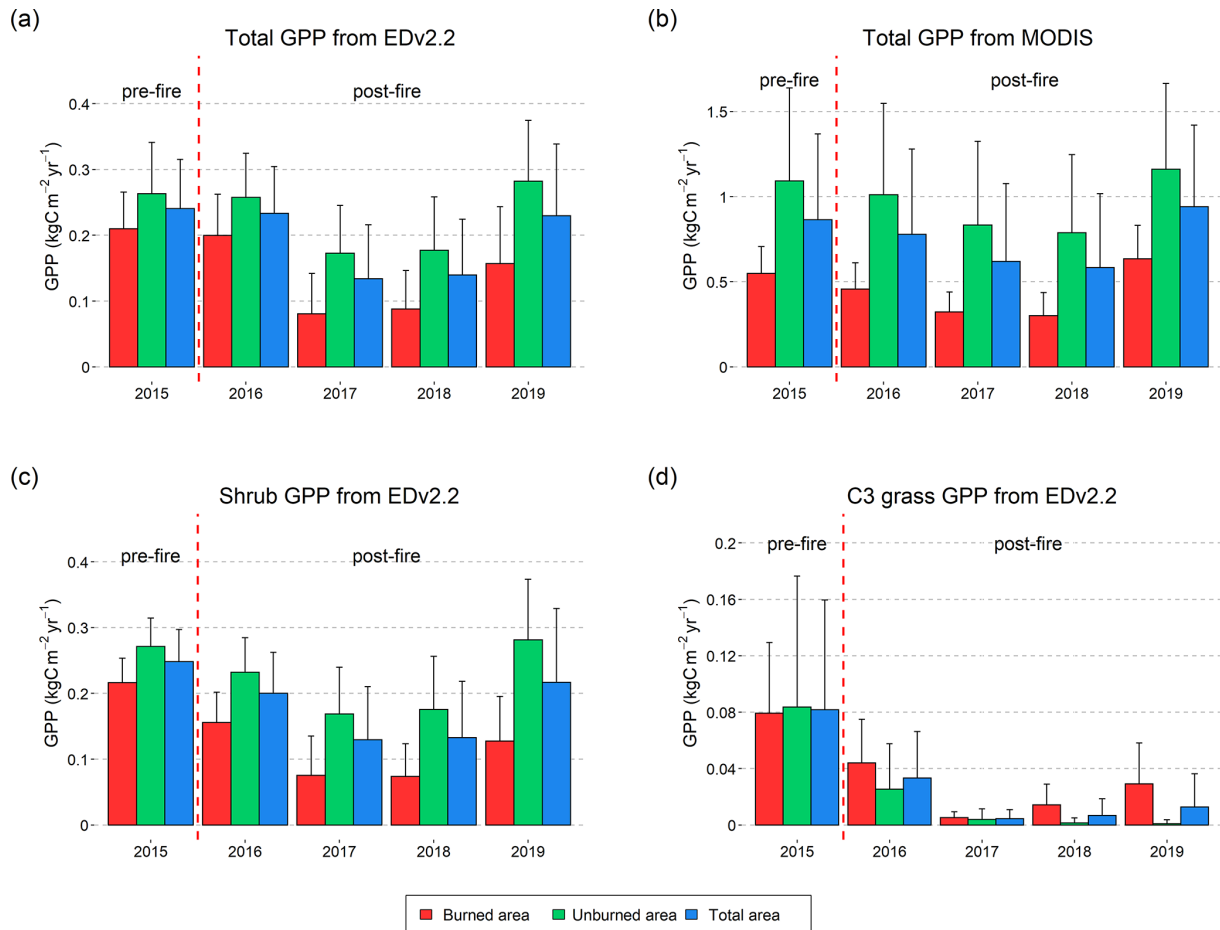 (a)
Total GPP from EDv2.2
pre-fire
post-fire
GPP (kgC m⁻² yr⁻¹)
0.4
0.3
0.2
0.1
0
2015
2016
2017
2018
2019
(b)
Total GPP from MODIS
pre-fire
post-fire
GPP (kgC m⁻² yr⁻¹)
1.5
1
0.5
0
2015
2016
2017
2018
2019
(c)
Shrub GPP from EDv2.2
pre-fire
post-fire
GPP (kgC m⁻² yr⁻¹)
0.4
0.3
0.2
0.1
0
2015
2016
2017
2018
2019
(d)
C3 grass GPP from EDv2.2
pre-fire
post-fire
GPP (kgC m⁻² yr⁻¹)
0.2
0.16
0.12
0.08
0.04
0
2015
2016
2017
2018
2019
Burned area
Unburned area
Total area